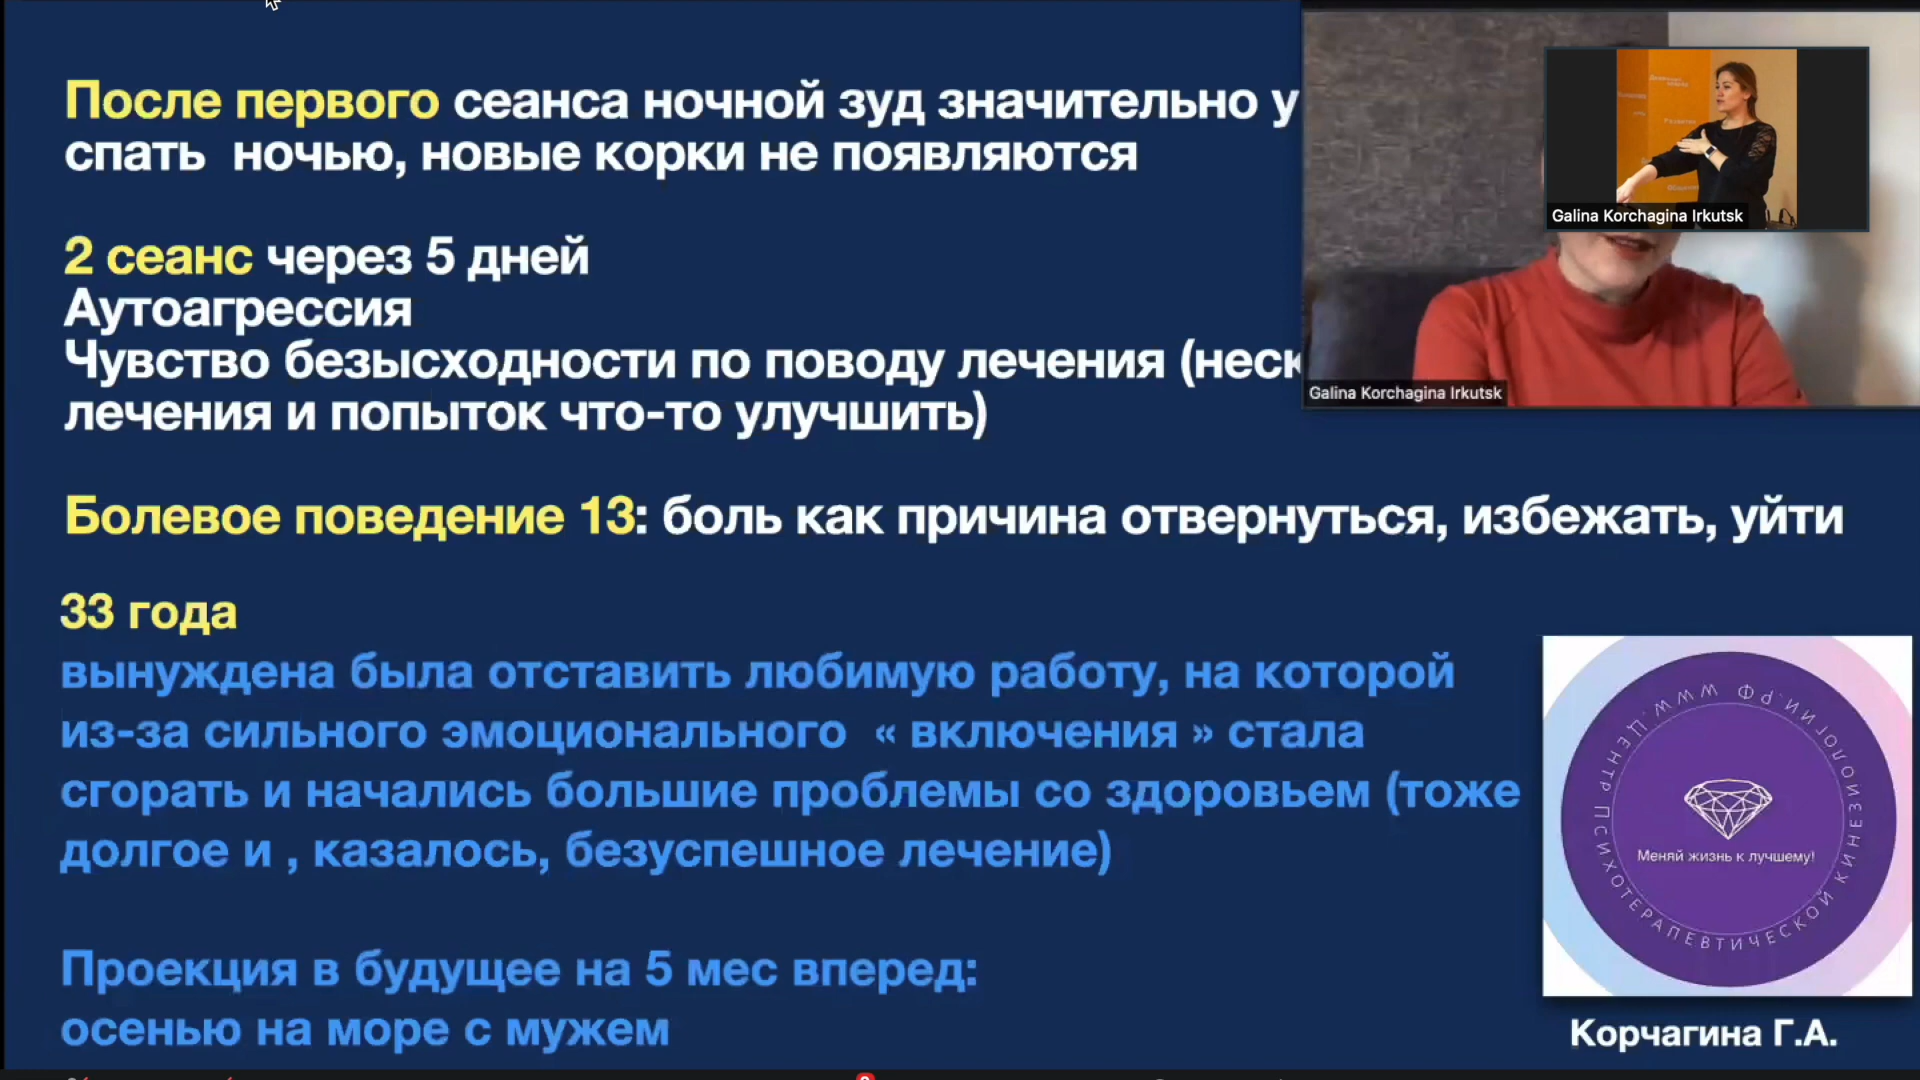 После первого сеанса ночной зуд значительно
спать ночью, новые корки не появляются
2 сеанс через 5 дней
Аутоагрессия
Чувство безысходности по поводу лечения
лечения и попыток что-то улучшить)
Болевое поведение 13: боль как причина отвернуться, избежать, уйти
33 года
вынуждена была отставить любимую работу, на которой
из-за сильного эмоционального « включения » стала
сгорать и начались большие проблемы со здоровьем (тоже
долгое и , казалось, безуспешное лечение)
Проекция в будущее на 5 мес вперед:
осенью на море с мужем
Galina Korchagina Irkutsk
Galina Korchagina Irkutsk
ЦЕНТР ПСИХОТЕРАПЕВТИЧЕСКОЙ КИНЕЗИОЛОГИИ.РФ WWW.
Меняй жизнь к лучшему!
Корчагина Г.А.